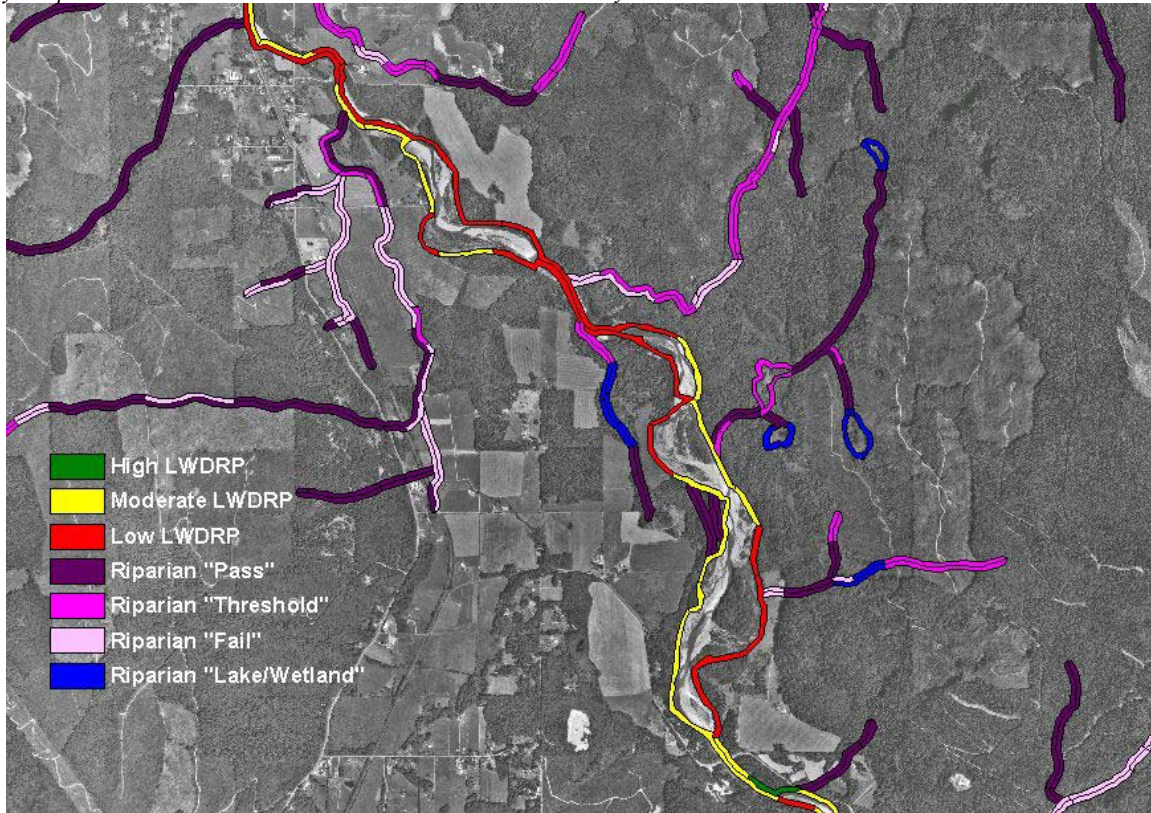 High LWDRP
Moderate LWDRP
Low LWDRP
Riparian "Pass"
Riparian "Threshold"
Riparian "Fail"
Riparian "Lake/Wetland"